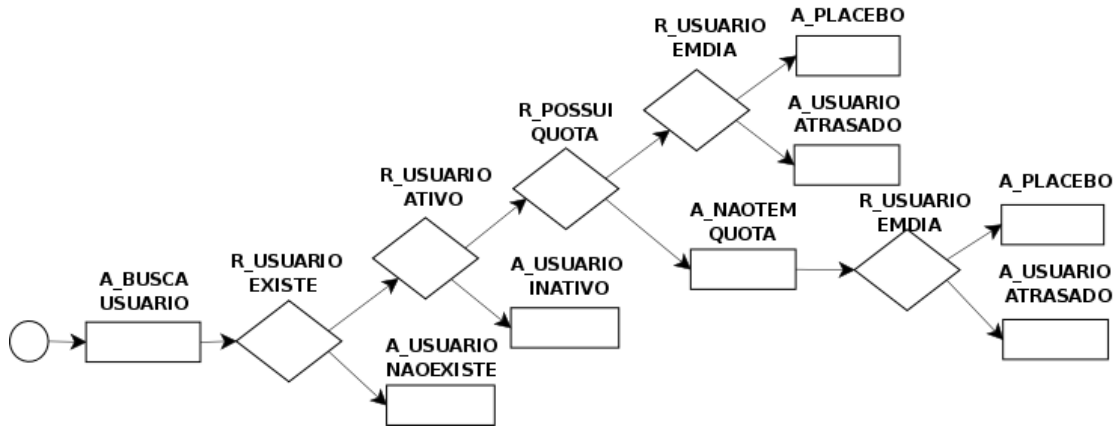 A_PLACEBO
R_USUARIO
EMDIA
A_USUARIO
ATRASADO
R_POSSUI
QUOTA
R_USUARIO
ATIVO
A_NAOTEM
QUOTA
R_USUARIO
EMDIA
A_PLACEBO
A_USUARIO
ATRASADO
A_USUARIO
INATIVO
R_USUARIO
EXISTE
A_BUSCA
USUARIO
A_USUARIO
NAOEXISTE